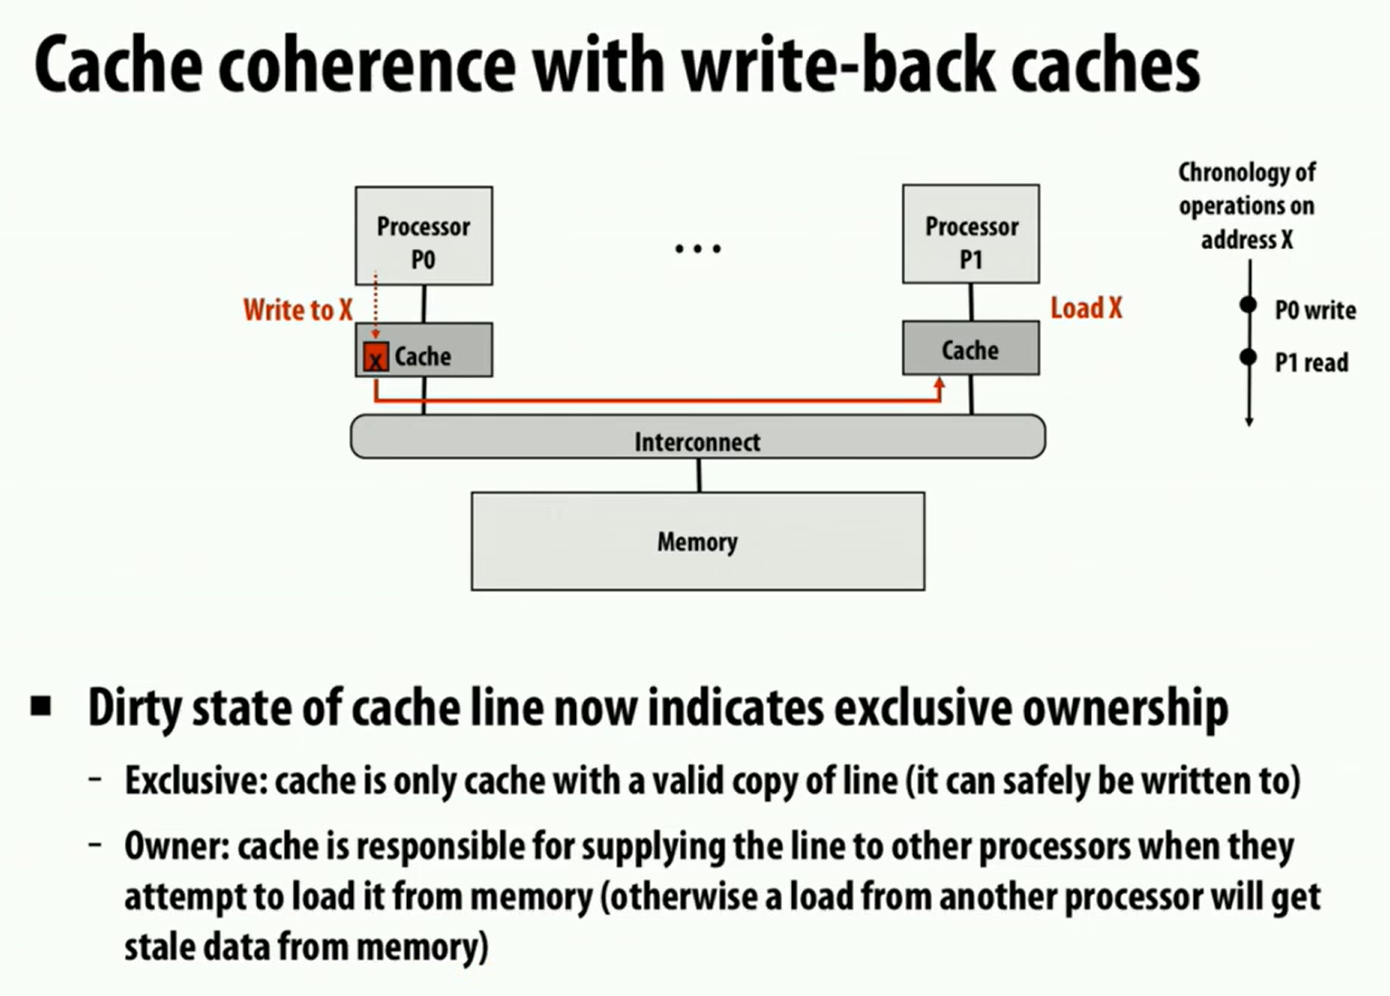 Cache coherence with write-back caches
Chronology of
operations on
address X
Processor
P0
• • •
Processor
P1
Write to X
Load X
P0 write
X Cache
Cache
P1 read
Interconnect
Memory
■ Dirty state of cache line now indicates exclusive ownership
- Exclusive: cache is only cache with a valid copy of line (it can safely be written to)
- Owner: cache is responsible for supplying the line to other processors when they
attempt to load it from memory (otherwise a load from another processor will get
stale data from memory)